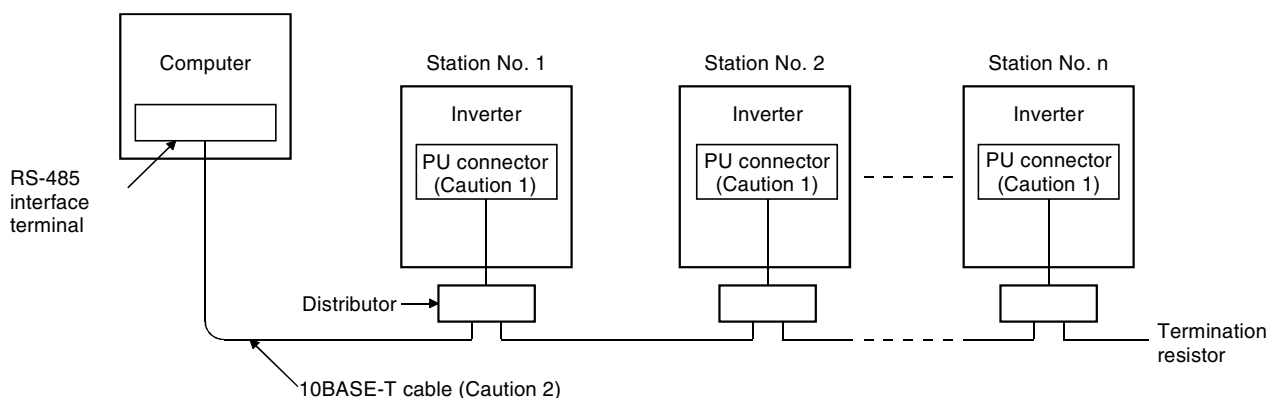 Computer
RS-485
interface
terminal
Station No. 1
Inverter
PU connector
(Caution 1)
Station No. 2
Inverter
PU connector
(Caution 1)
Station No. n
Inverter
PU connector
(Caution 1)
Distributor
10BASE-T cable (Caution 2)
Termination
resistor